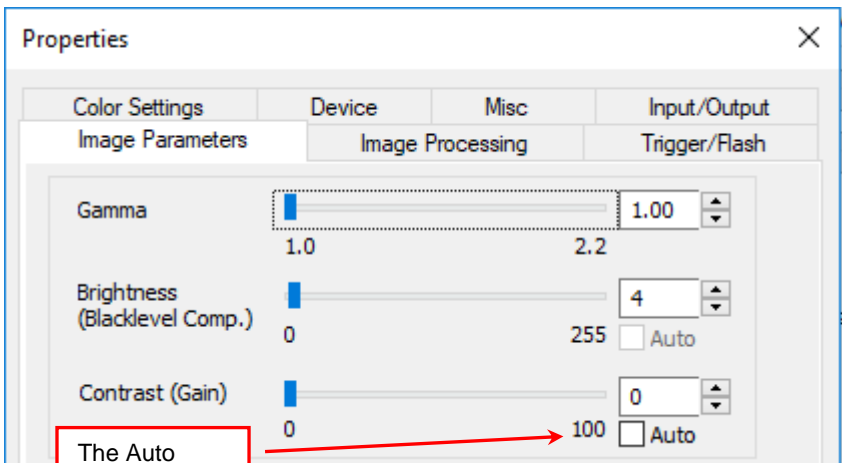 Properties
Color Settings Device Misc Input/Output
Image Parameters Image Processing Trigger/Flash
Gamma 1.00
1.0 2.2
Brightness
(Blacklevel Comp.) 4
0 255 Auto
Contrast (Gain) 0
0 100 Auto
The Auto